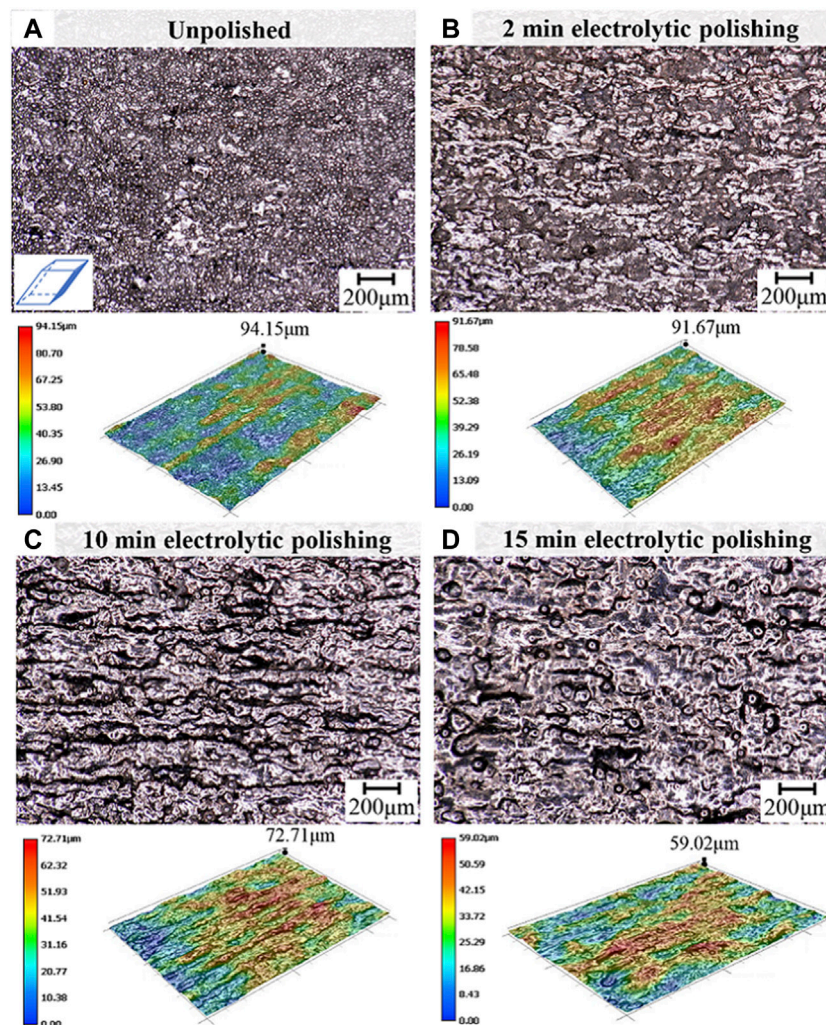 A Unpolished
B 2 min electrolytic polishing
200μm
200μm
94.15μm
80.70
67.25
53.80
40.35
26.90
13.45
0.00
94.15μm
91.67μm
78.58
65.48
52.38
39.29
26.19
13.09
0.00
91.67μm
C 10 min electrolytic polishing
D 15 min electrolytic polishing
200μm
200μm
72.71μm
62.32
51.93
41.54
31.16
20.77
10.38
0.00
72.71μm
59.02μm
50.59
42.15
33.72
25.29
16.86
8.43
0.00
59.02μm